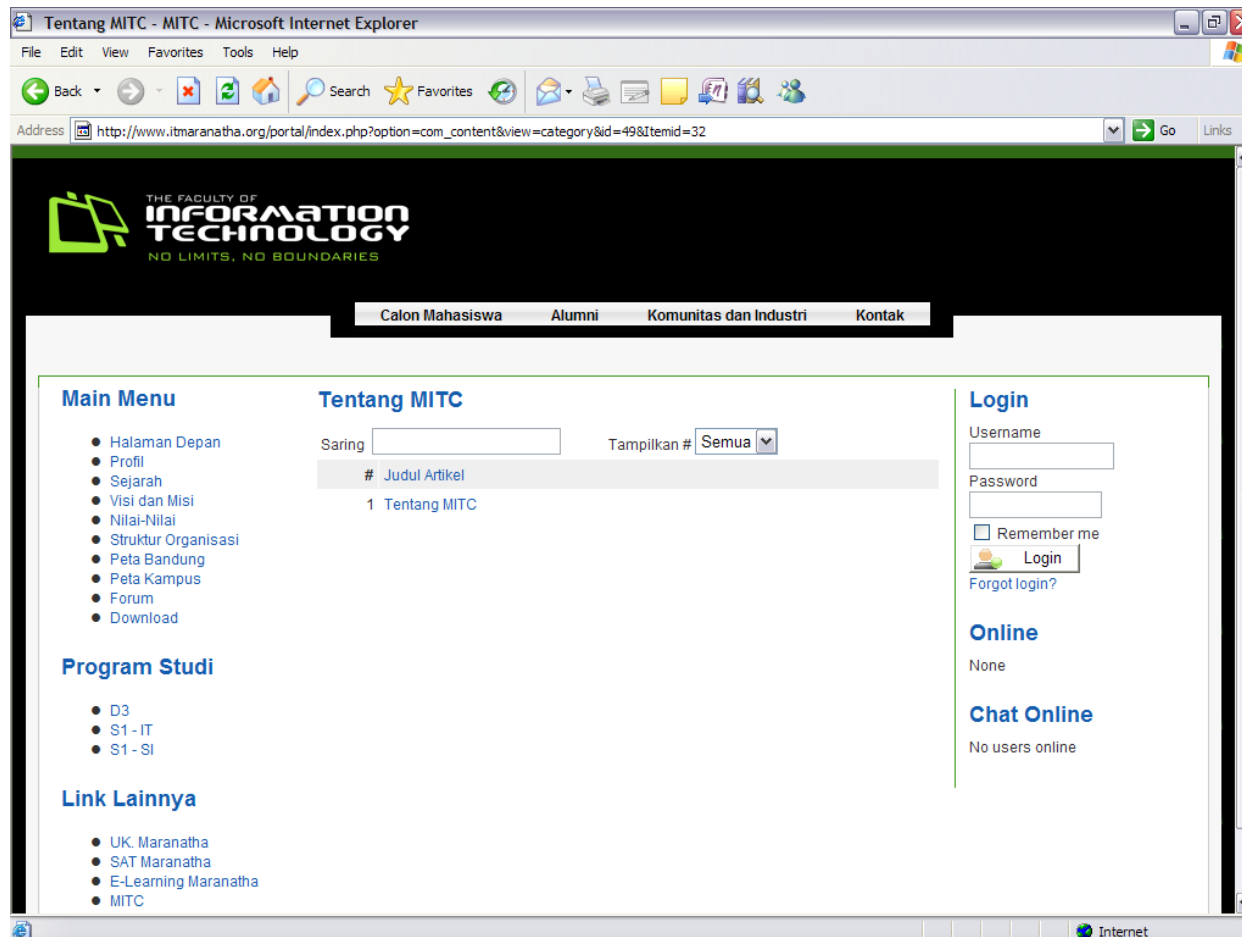 Tentang MITC - MITC - Microsoft Internet Explorer
File Edit View Favorites Tools Help
Back Search Favorites
Address http://www.itmaranatha.org/portal/index.php?option=com_content&view=category&id=49&Itemid=32 Go Links
THE FACULTY OF
INFORMATION
TECHNOLOGY
NO LIMITS, NO BOUNDARIES
Calon Mahasiswa Alumni Komunitas dan Industri Kontak
Main Menu
Halaman Depan
Profil
Sejarah
Visi dan Misi
Nilai-Nilai
Struktur Organisasi
Peta Bandung
Peta Kampus
Forum
Download
Program Studi
D3
S1 - IT
S1 - SI
Link Lainnya
UK. Maranatha
SAT Maranatha
E-Learning Maranatha
MITC
Tentang MITC
Saring Tampilkan # Semua
# Judul Artikel
1 Tentang MITC
Login
Username
Password
Remember me
Login
Forgot login?
Online
None
Chat Online
No users online
Internet